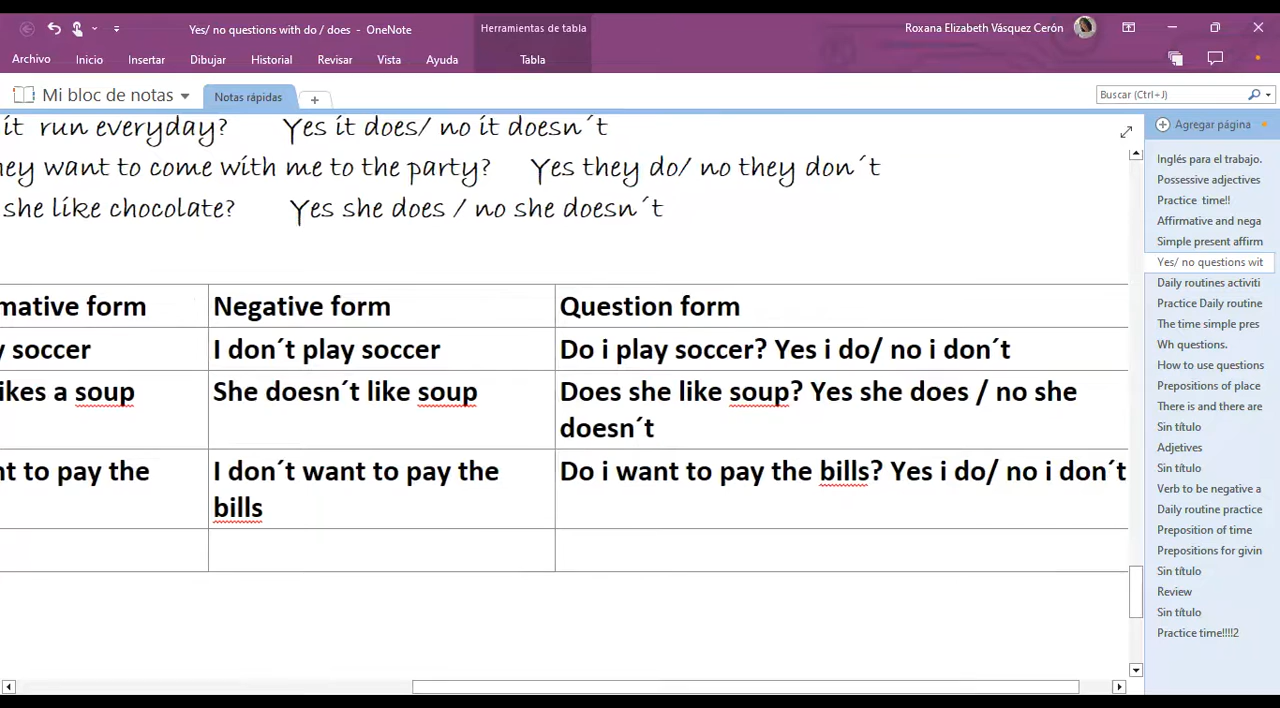 Yes/ no questions with do / does - OneNote
Herramientas de tabla
Roxana Elizabeth Vásquez Cerón
Archivo Inicio Insertar Dibujar Historial Revisar Vista Ayuda Tabla
Mi bloc de notas
Notas rápidas
Buscar (Ctrl+J)
it run everyday? Yes it does/ no it doesn´t
hey want to come with me to the party? Yes they do/ no they don´t
she like chocolate? Yes she does / no she doesn´t
mative form Negative form Question form
y soccer I don´t play soccer Do i play soccer? Yes i do/ no i don´t
ikes a soup She doesn´t like soup Does she like soup? Yes she does / no she
doesn´t
nt to pay the I don´t want to pay the Do i want to pay the bills? Yes i do/ no i don´t
bills
Agregar página
Inglés para el trabajo.
Possessive adjectives
Practice time!!
Affirmative and nega
Simple present affirm
Yes/ no questions wit
Daily routines activiti
Practice Daily routine
The time simple pres
Wh questions.
How to use questions
Prepositions of place
There is and there are
Sin título
Adjetives
Sin título
Verb to be negative a
Daily routine practice
Preposition of time
Prepositions for givin
Sin título
Review
Sin título
Practice time!!!!2